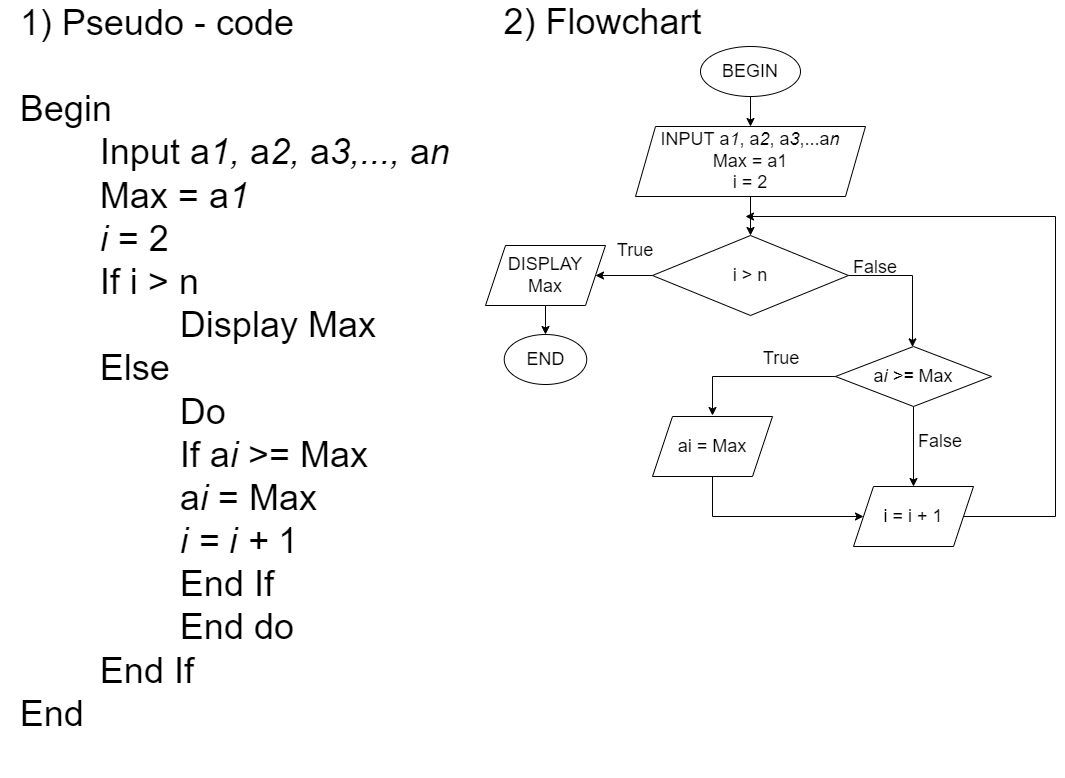 1) Pseudo - code
Begin
Input a1, a2, a3,..., an
Max = a1
i = 2
If i > n
Display Max
Else
Do
If ai >= Max
ai = Max
i = i + 1
End If
End do
End If
End
2) Flowchart
BEGIN
INPUT a1, a2, a3,...an
Max = a1
i = 2
True
i > n
False
DISPLAY
Max
END
True
ai >= Max
ai = Max
False
i = i + 1